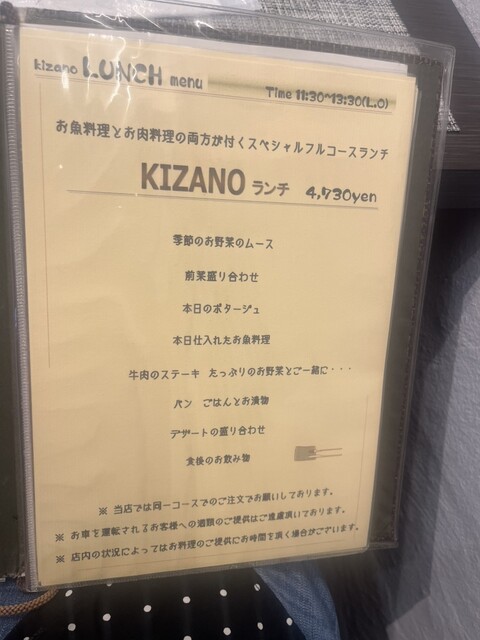 kizano LUNCH menu
Time 11:30~13:30(L.O)
お魚料理とお肉料理の両方が付くスペシャルフルコースランチ
KIZANO ランチ 4,730yen
季節のお野菜のムース
前菜盛り合わせ
本日のポタージュ
本日仕入れたお魚料理
牛肉のステーキ たっぷりのお野菜とご一緒に・・・
パン ごはんとお漬物
デザートの盛り合わせ
食後のお飲み物
※ 当店では同一コースでのご注文でお願いしております。
※ お車を運転されるお客様への酒類のご提供はご遠慮頂いております。
※ 店内の状況によってはお料理のご提供にお時間を頂く場合がございます。